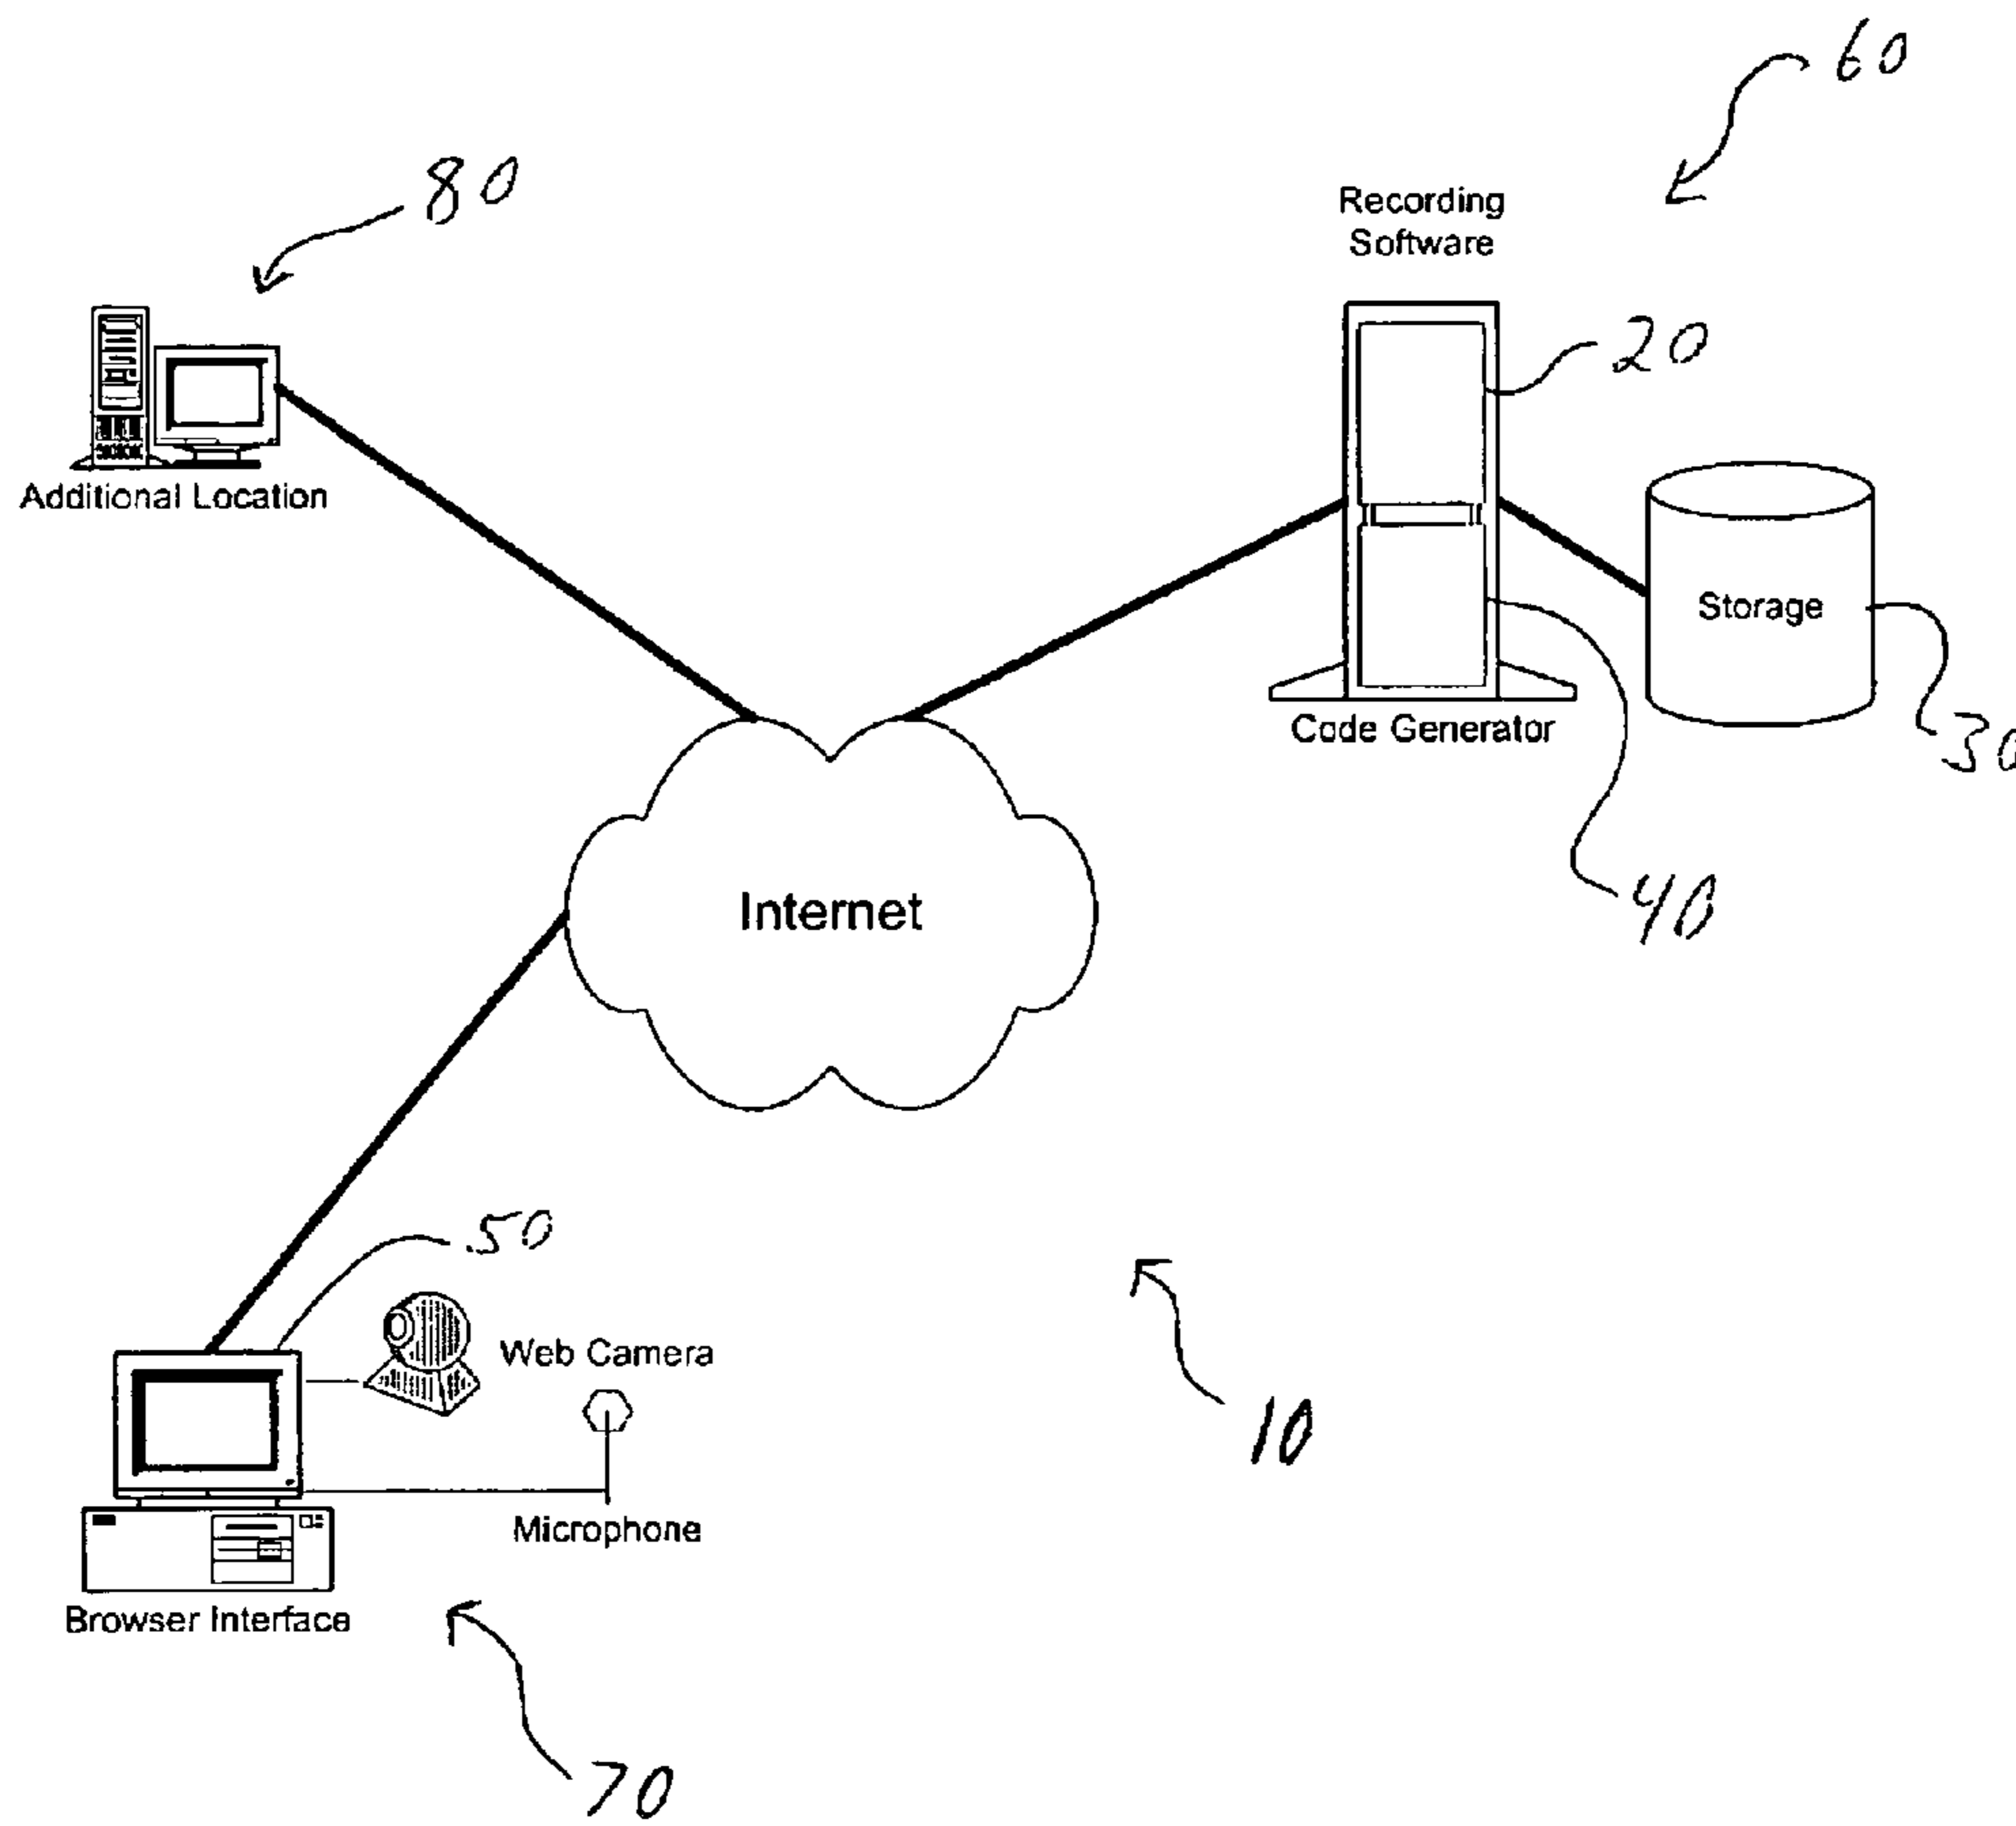 60
80
Recording
Software
20
Additional Location
Storage
Code Generator
30
Internet
40
50
Web Camera
10
Microphone
Browser Interface
70